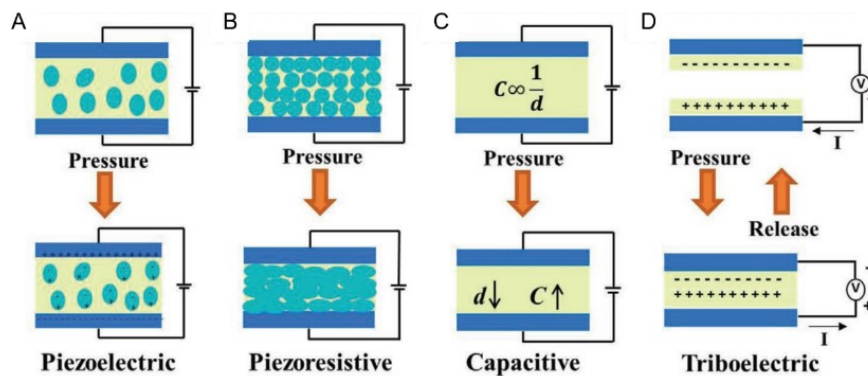 A
B
C
D
C∞ 1/d
- - - - - - - - - -
+ + + + + + + + + +
V
I
Pressure
Pressure
Pressure
Pressure
Release
d↓ C↑
- - - - - - - - - -
+ + + + + + + + + +
V
-
+
I
Piezoelectric
Piezoresistive
Capacitive
Triboelectric